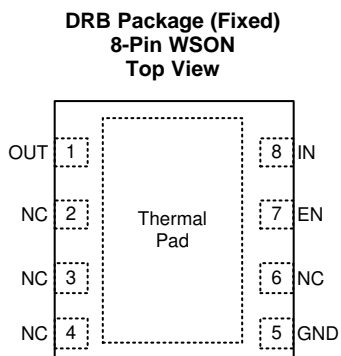 DRB Package (Fixed)
8-Pin WSON
Top View
OUT 1 8 IN
NC 2 7 EN
Thermal
Pad
NC 3 6 NC
NC 4 5 GND